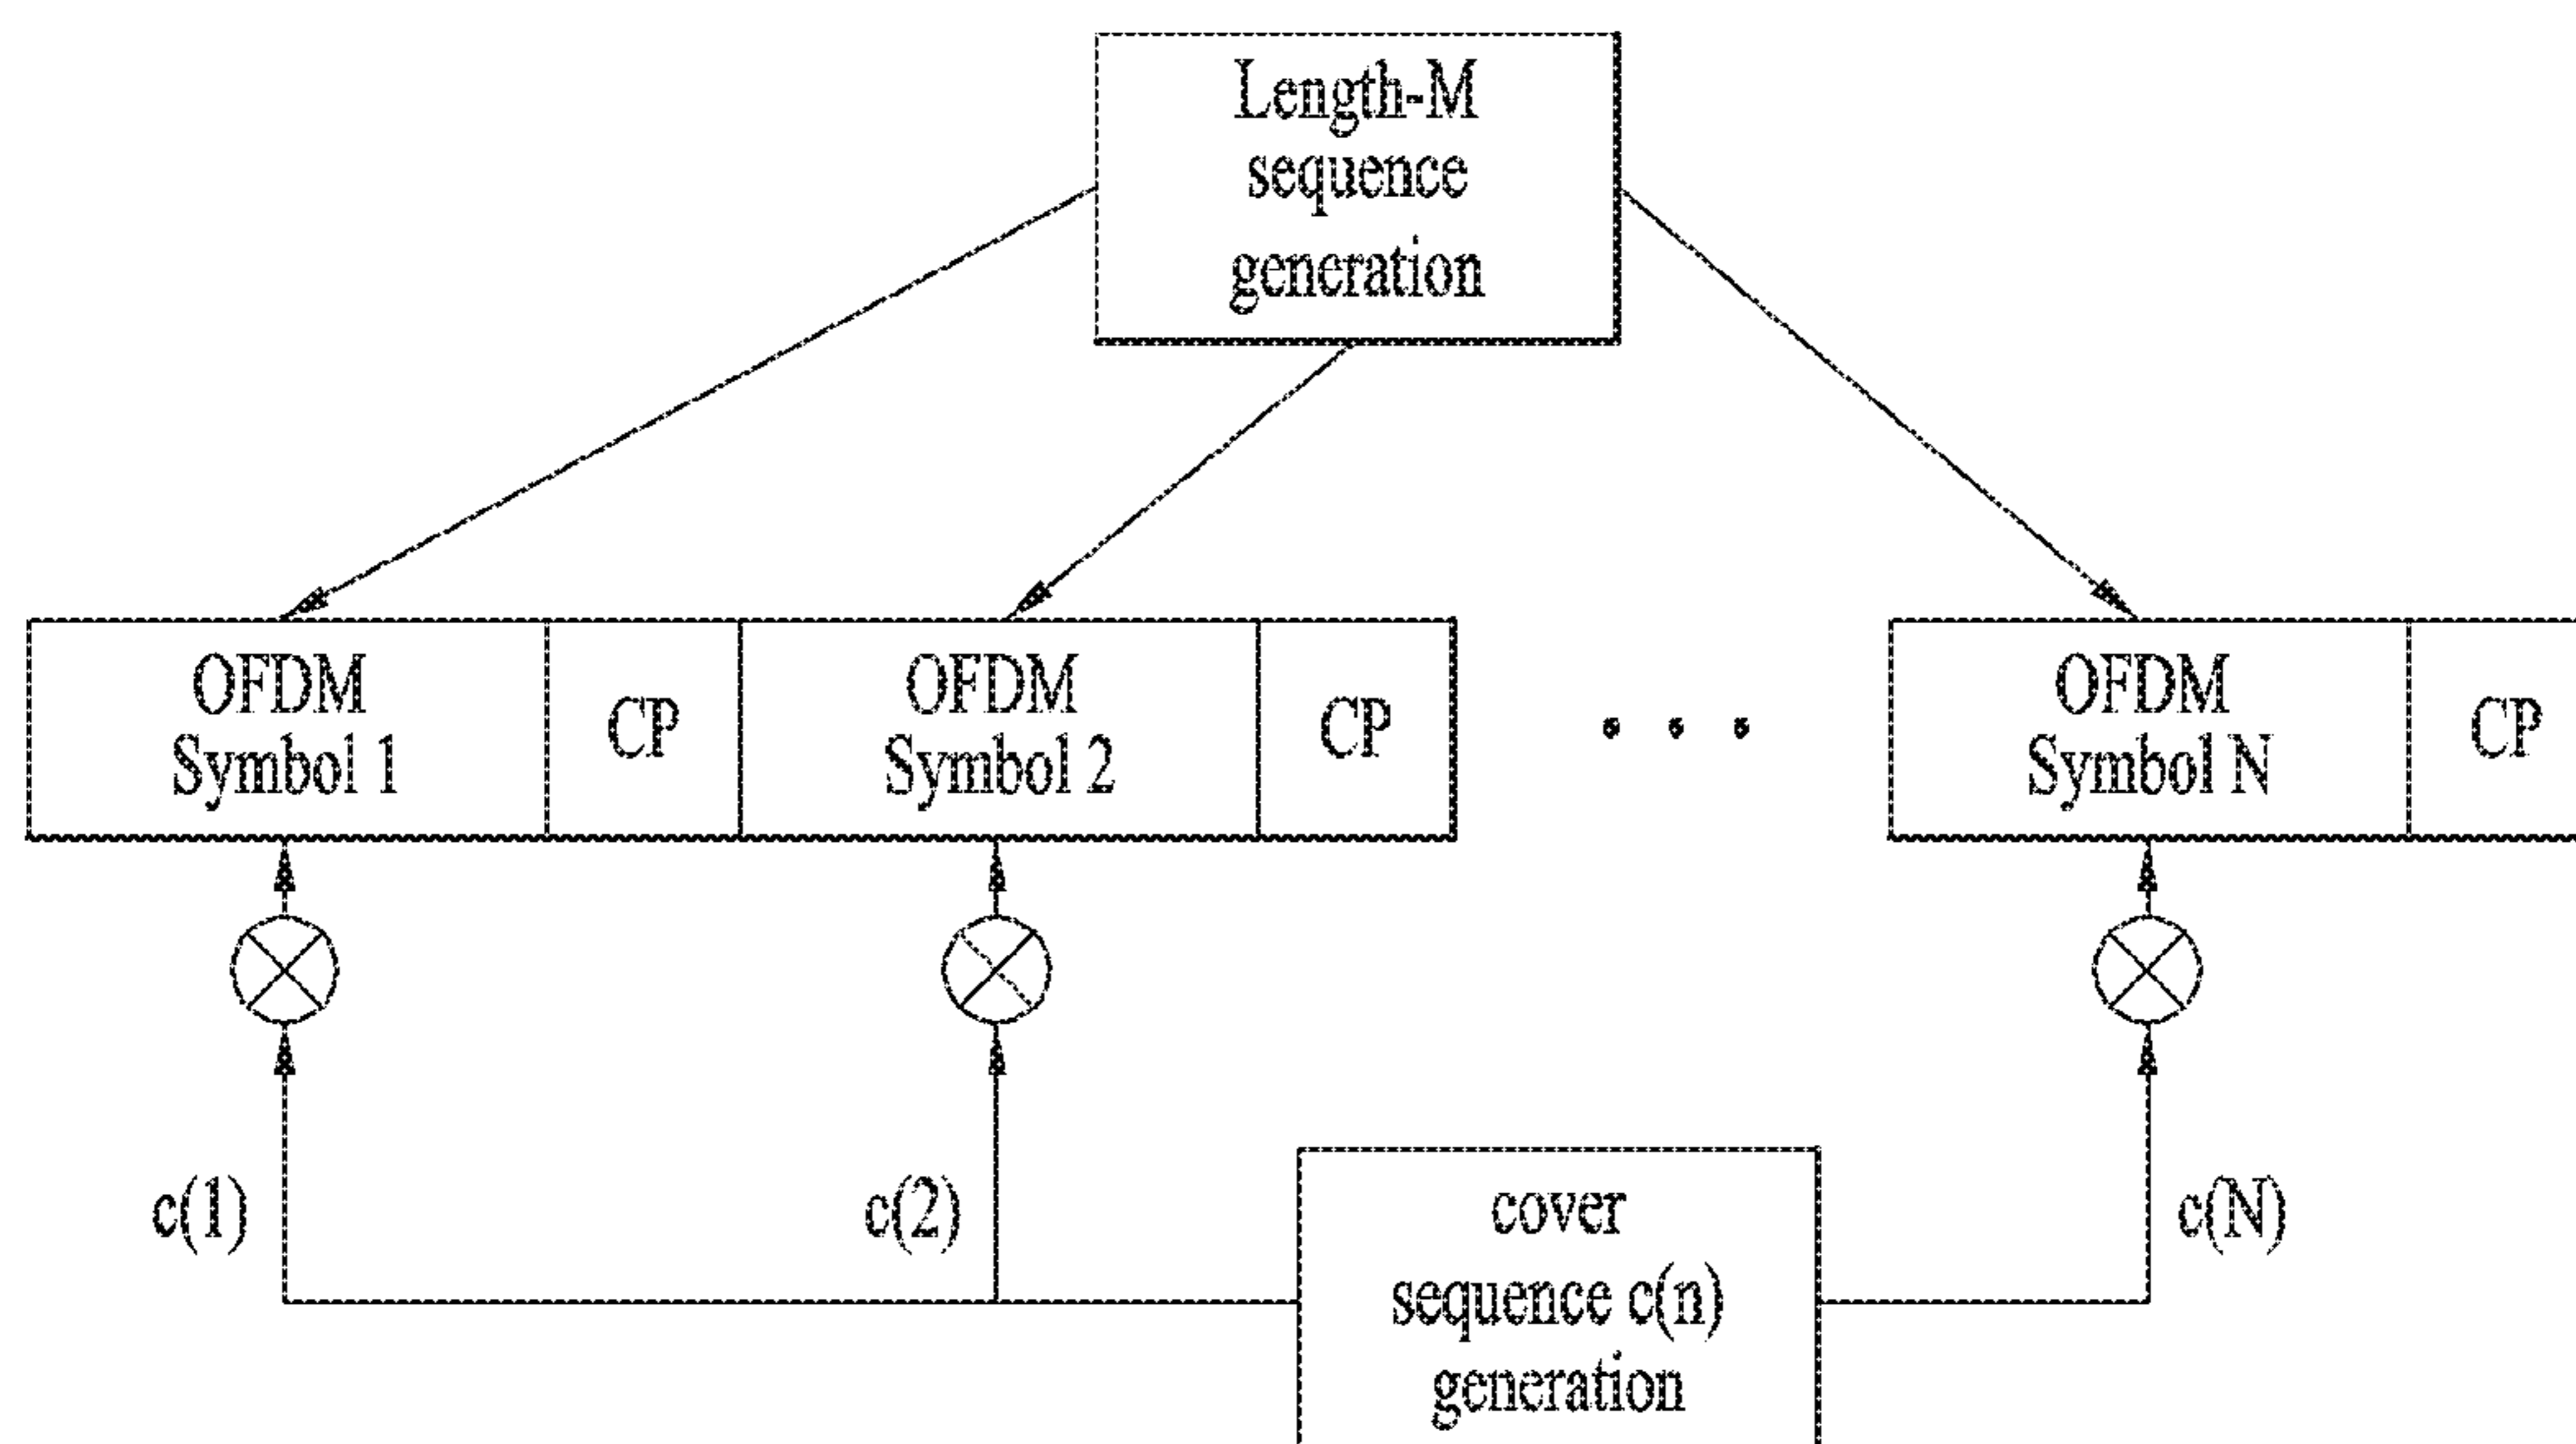 Length-M
sequence
generation
OFDM
Symbol 1
CP
OFDM
Symbol 2
CP
. . .
OFDM
Symbol N
CP
c(1)
c(2)
c(N)
cover
sequence c(n)
generation